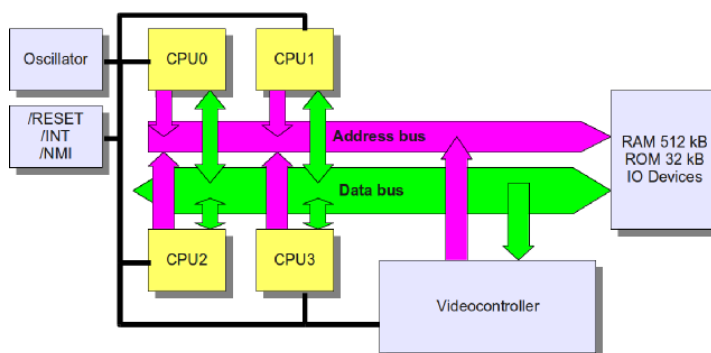 Oscillator
CPU0
CPU1
/RESET
/INT
/NMI
Address bus
RAM 512 kB
ROM 32 kB
IO Devices
Data bus
CPU2
CPU3
Videocontroller